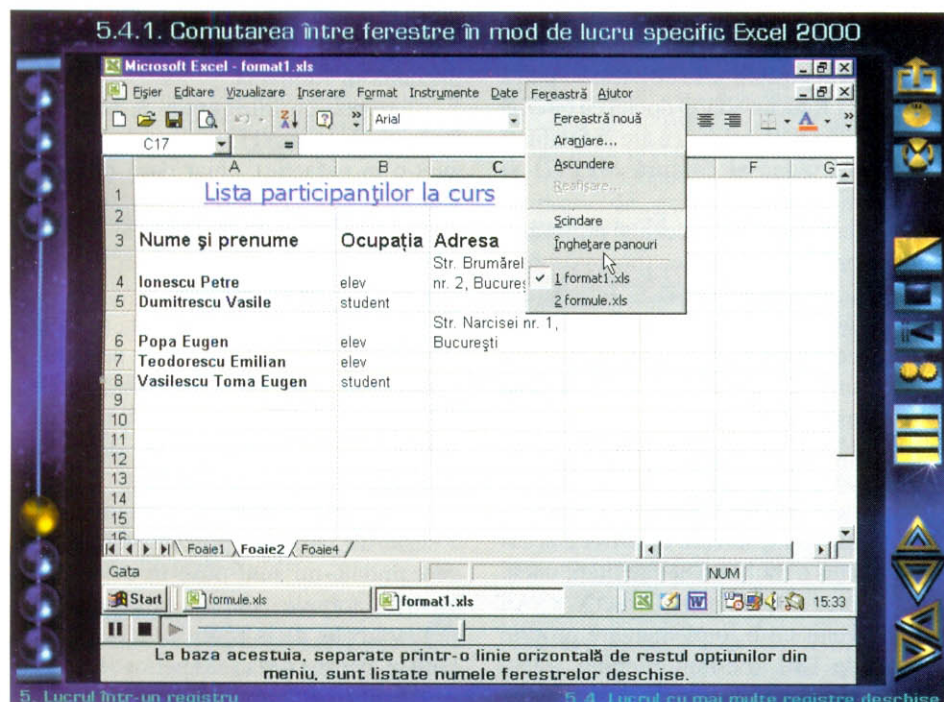 5.4.1. Comutarea între ferestre în mod de lucru specific Excel 2000
Microsoft Excel - format1.xls
Fişier Editare Vizualizare Inserare Format Instrumente Date Fereastră Ajutor
Arial
C17 =
Fereastră nouă
Aranjare...
Ascundere
Reafişare...
Scindare
Îngheţare panouri
1 format1.xls
2 formule.xls
A B C F G
1 Lista participanţilor la curs
2
3 Nume şi prenume Ocupaţia Adresa
Str. Brumărel
4 Ionescu Petre elev nr. 2, Bucureş
5 Dumitrescu Vasile student
Str. Narcisei nr. 1,
6 Popa Eugen elev Bucureşti
7 Teodorescu Emilian elev
8 Vasilescu Toma Eugen student
9
10
11
12
13
14
15
16
Foaie1 Foaie2 Foaie4
Gata NUM
Start formule.xls format1.xls 15:33
La baza acestuia, separate printr-o linie orizontală de restul opţiunilor din
meniu, sunt listate numele ferestrelor deschise.
5. Lucrul într-un registru 5.4. Lucrul cu mai multe registre deschise